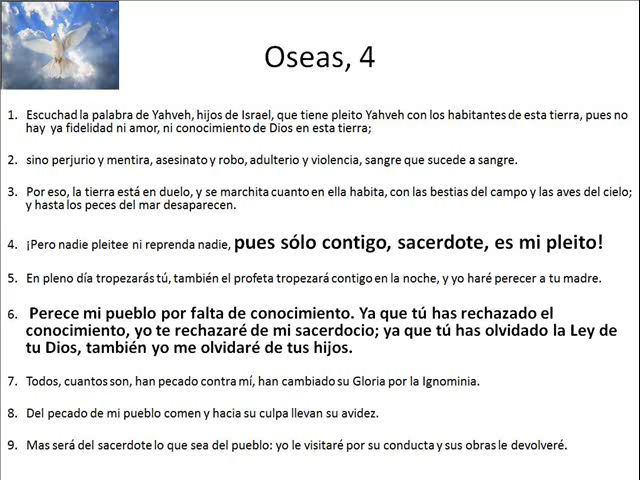 Oseas, 4
1. Escuchad la palabra de Yahveh, hijos de Israel, que tiene pleito Yahveh con los habitantes de esta tierra, pues no
hay ya fidelidad ni amor, ni conocimiento de Dios en esta tierra;
2. sino perjurio y mentira, asesinato y robo, adulterio y violencia, sangre que sucede a sangre.
3. Por eso, la tierra está en duelo, y se marchita cuanto en ella habita, con las bestias del campo y las aves del cielo;
y hasta los peces del mar desaparecen.
4. ¡Pero nadie pleitee ni reprenda nadie, pues sólo contigo, sacerdote, es mi pleito!
5. En pleno día tropezarás tú, también el profeta tropezará contigo en la noche, y yo haré perecer a tu madre.
6. Perece mi pueblo por falta de conocimiento. Ya que tú has rechazado el
conocimiento, yo te rechazaré de mi sacerdocio; ya que tú has olvidado la Ley de
tu Dios, también yo me olvidaré de tus hijos.
7. Todos, cuantos son, han pecado contra mí, han cambiado su Gloria por la Ignominia.
8. Del pecado de mi pueblo comen y hacia su culpa llevan su avidez.
9. Mas será del sacerdote lo que sea del pueblo: yo le visitaré por su conducta y sus obras le devolveré.